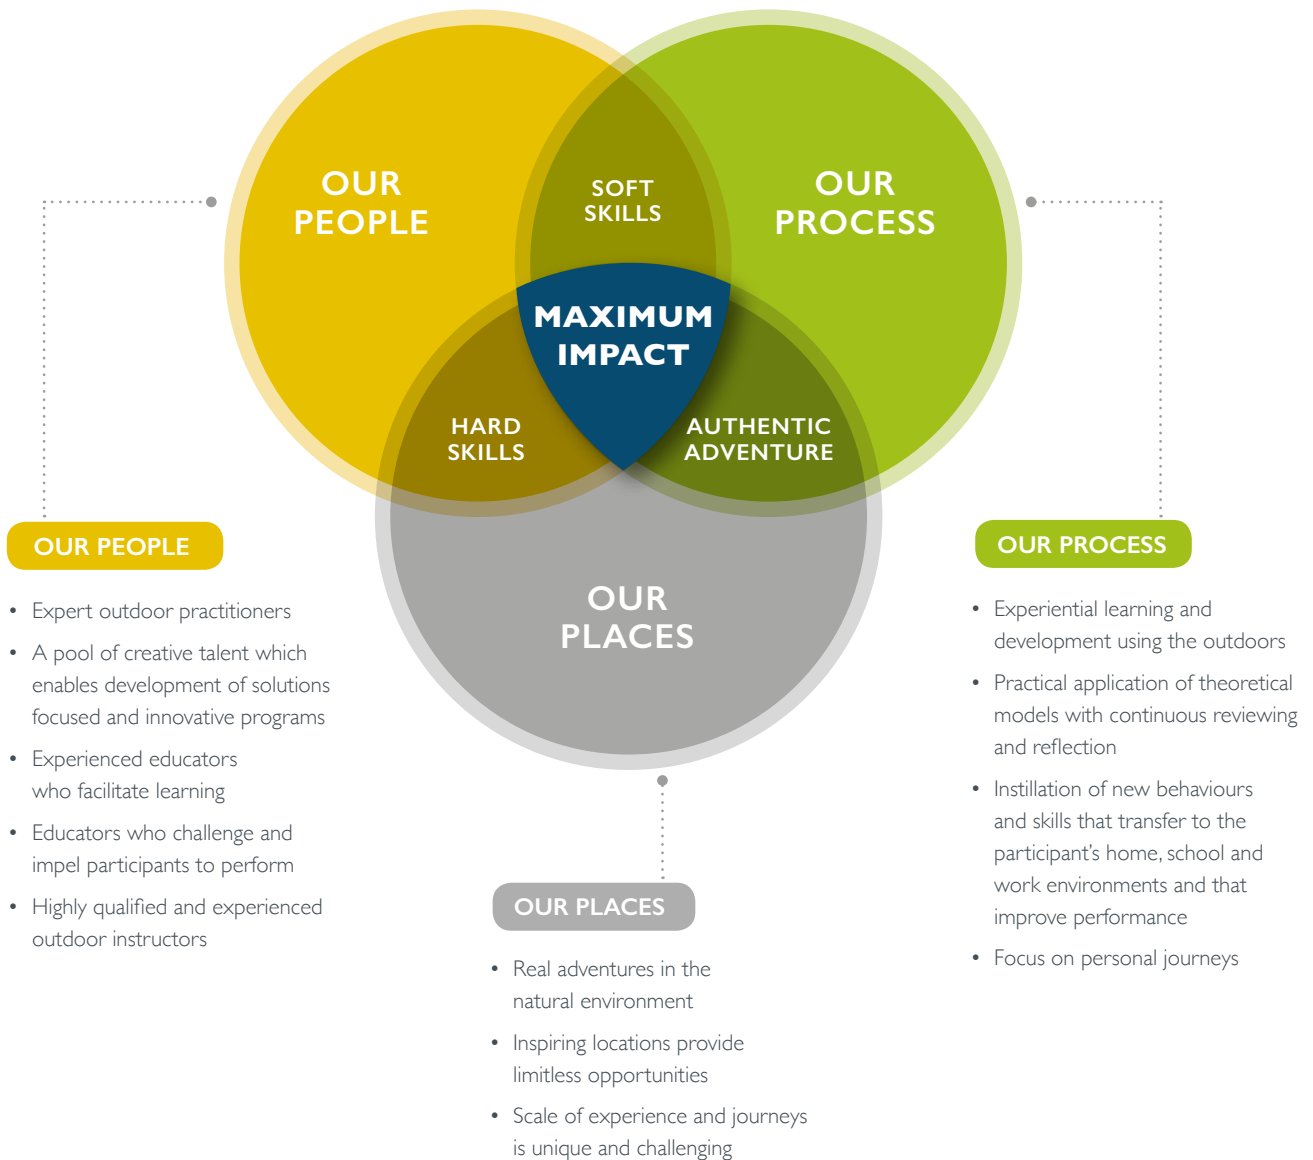 OUR
PEOPLE
SOFT
SKILLS
OUR
PROCESS
MAXIMUM
IMPACT
HARD
SKILLS
AUTHENTIC
ADVENTURE
OUR
PLACES
OUR PEOPLE
• Expert outdoor practitioners
• A pool of creative talent which
enables development of solutions
focused and innovative programs
• Experienced educators
who facilitate learning
• Educators who challenge and
impel participants to perform
• Highly qualified and experienced
outdoor instructors
OUR PLACES
• Real adventures in the
natural environment
• Inspiring locations provide
limitless opportunities
• Scale of experience and journeys
is unique and challenging
OUR PROCESS
• Experiential learning and
development using the outdoors
• Practical application of theoretical
models with continuous reviewing
and reflection
• Instillation of new behaviours
and skills that transfer to the
participant's home, school and
work environments and that
improve performance
• Focus on personal journeys